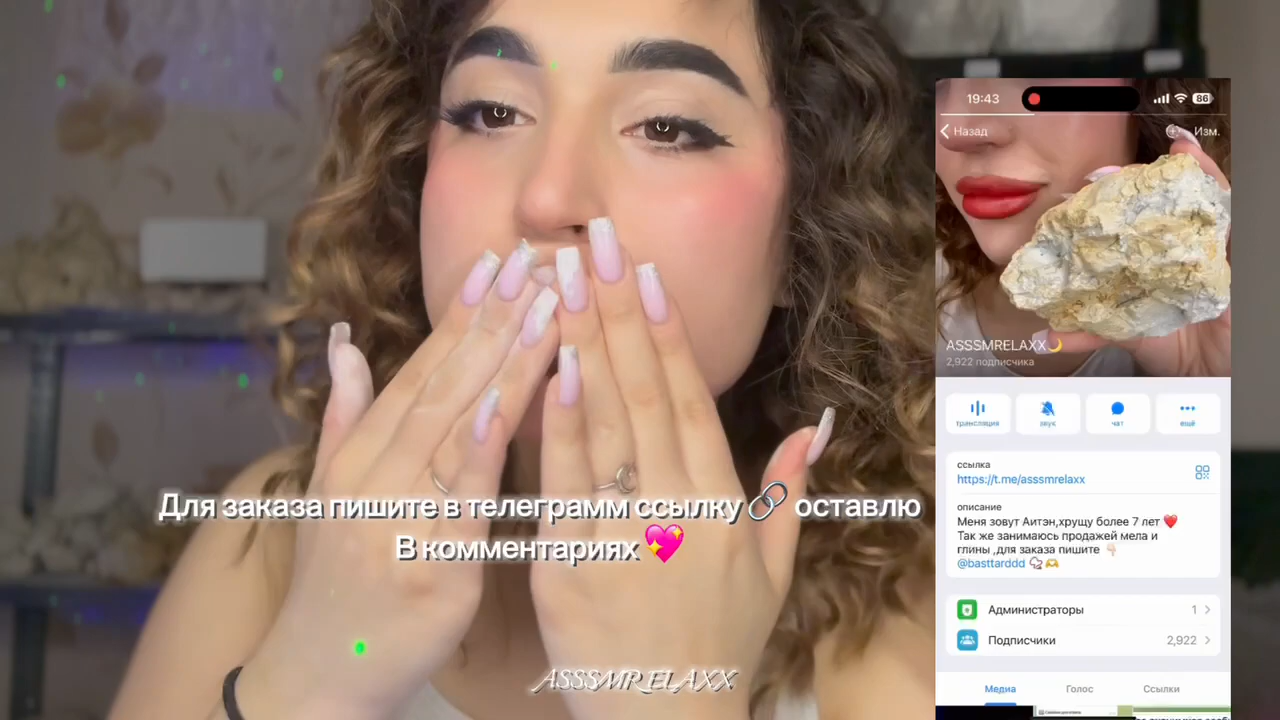 Для заказа пишите в телеграмм ссылку 🔗 оставлю
В комментариях 💖
ASSSMRELAXX
19:43
86
Назад
Изм.
ASSSMRELAXX🌙
2,922 подписчика
трансляция
звук
чат
ещё
ссылка
https://t.me/asssmrelaxx
описание
Меня зовут Аитэн,хрущу более 7 лет ❤️
Так же занимаюсь продажей мела и
глины ,для заказа пишите 👇🏻
@basttarddd
Администраторы 1
Подписчики 2,922
Медиа
Голос
Ссылки